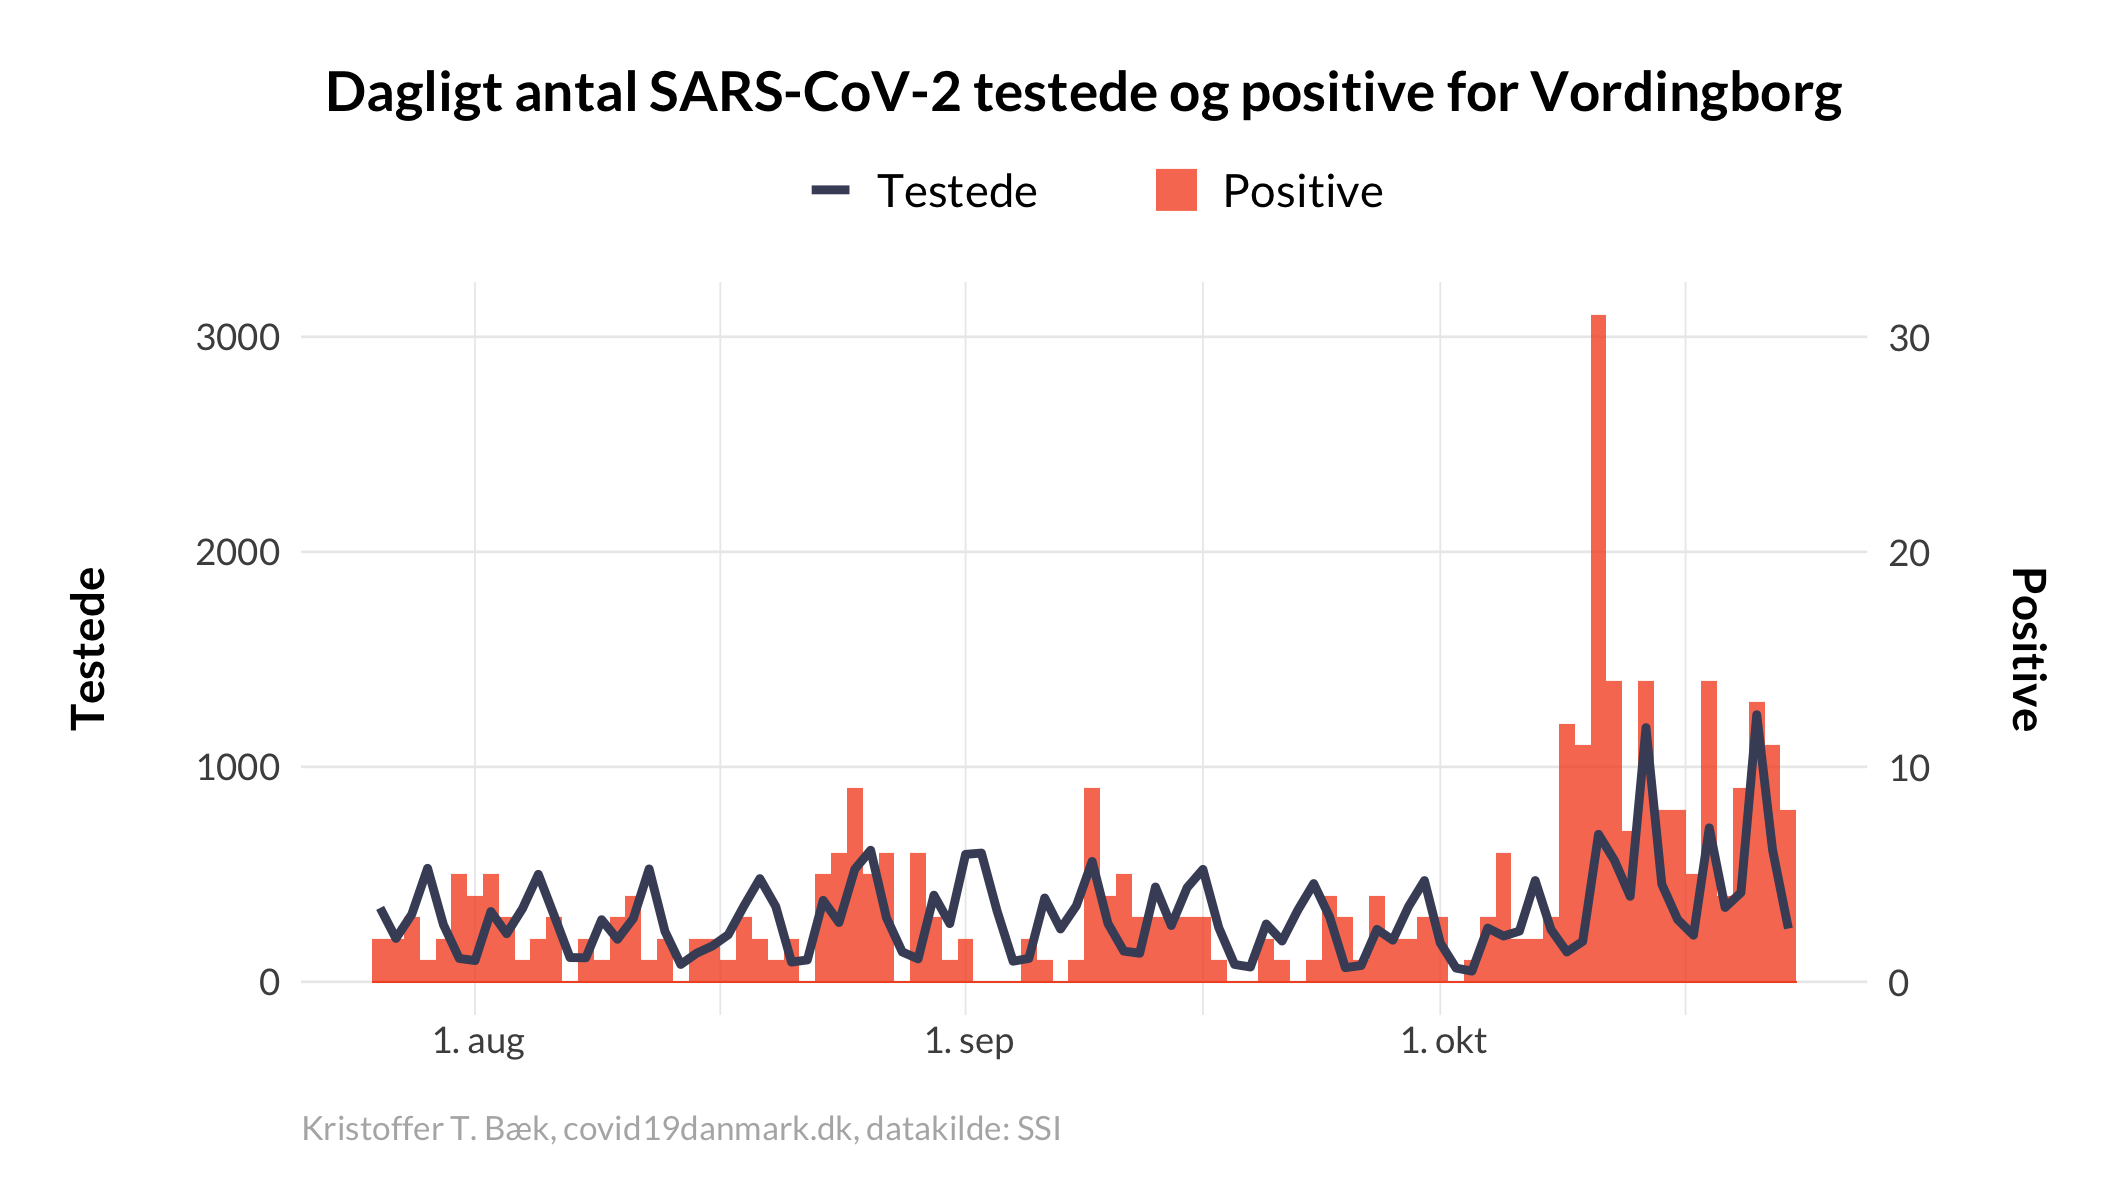 Dagligt antal SARS-CoV-2 testede og positive for Vordingborg
Testede
Positive
3000
2000
1000
0
30
20
10
0
Testede
Positive
1. aug
1. sep
1. okt
Kristoffer T. Bæk, covid19danmark.dk, datakilde: SSI